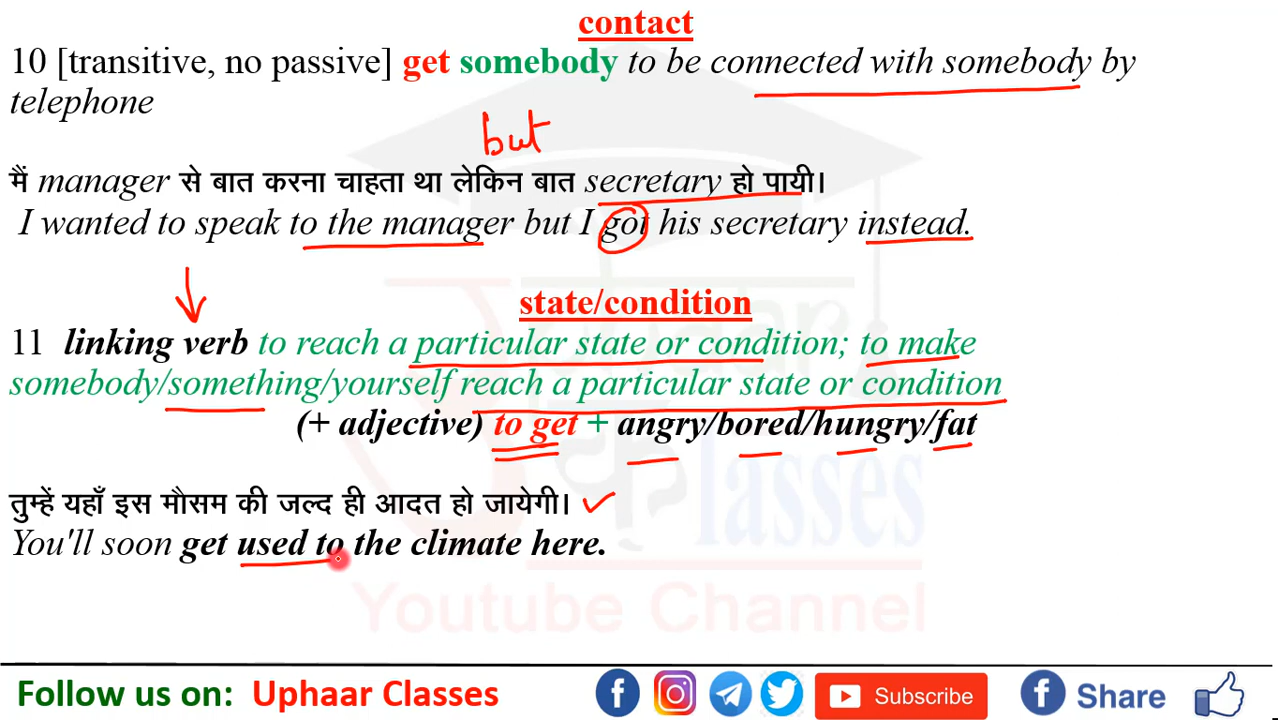 contact
10 [transitive, no passive] get somebody to be connected with somebody by
telephone
but
मैं manager से बात करना चाहता था लेकिन बात secretary हो पायी।
I wanted to speak to the manager but I got his secretary instead.
state/condition
11 linking verb to reach a particular state or condition; to make
somebody/something/yourself reach a particular state or condition
(+ adjective) to get + angry/bored/hungry/fat
तुम्हें यहाँ इस मौसम की जल्द ही आदत हो जायेगी।
You'll soon get used to the climate here.
Youtube Channel
Follow us on: Uphaar Classes Subscribe Share